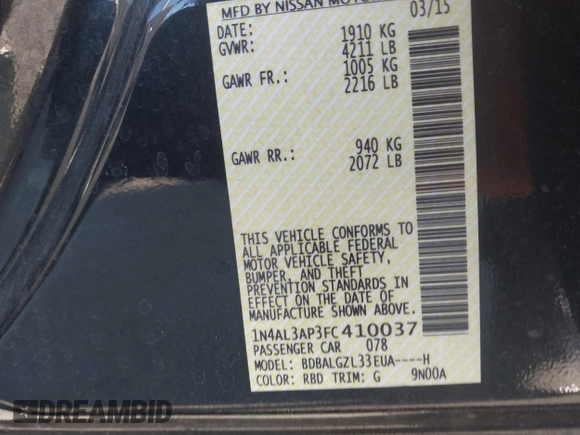 MFD BY NISSAN MOTOR
DATE: 03/15
GVWR: 1910 KG
4211 LB
GAWR FR.: 1005 KG
2216 LB
GAWR RR.: 940 KG
2072 LB
THIS VEHICLE CONFORMS TO
ALL APPLICABLE FEDERAL
MOTOR VEHICLE SAFETY,
BUMPER, AND THEFT
PREVENTION STANDARDS IN
EFFECT ON THE DATE OF
MANUFACTURE SHOWN ABOVE.
1N4AL3AP3FC410037
PASSENGER CAR 078
MODEL: BDBALGZL33EUA----H
COLOR: RBD TRIM: G 9N00A
DREAMBID